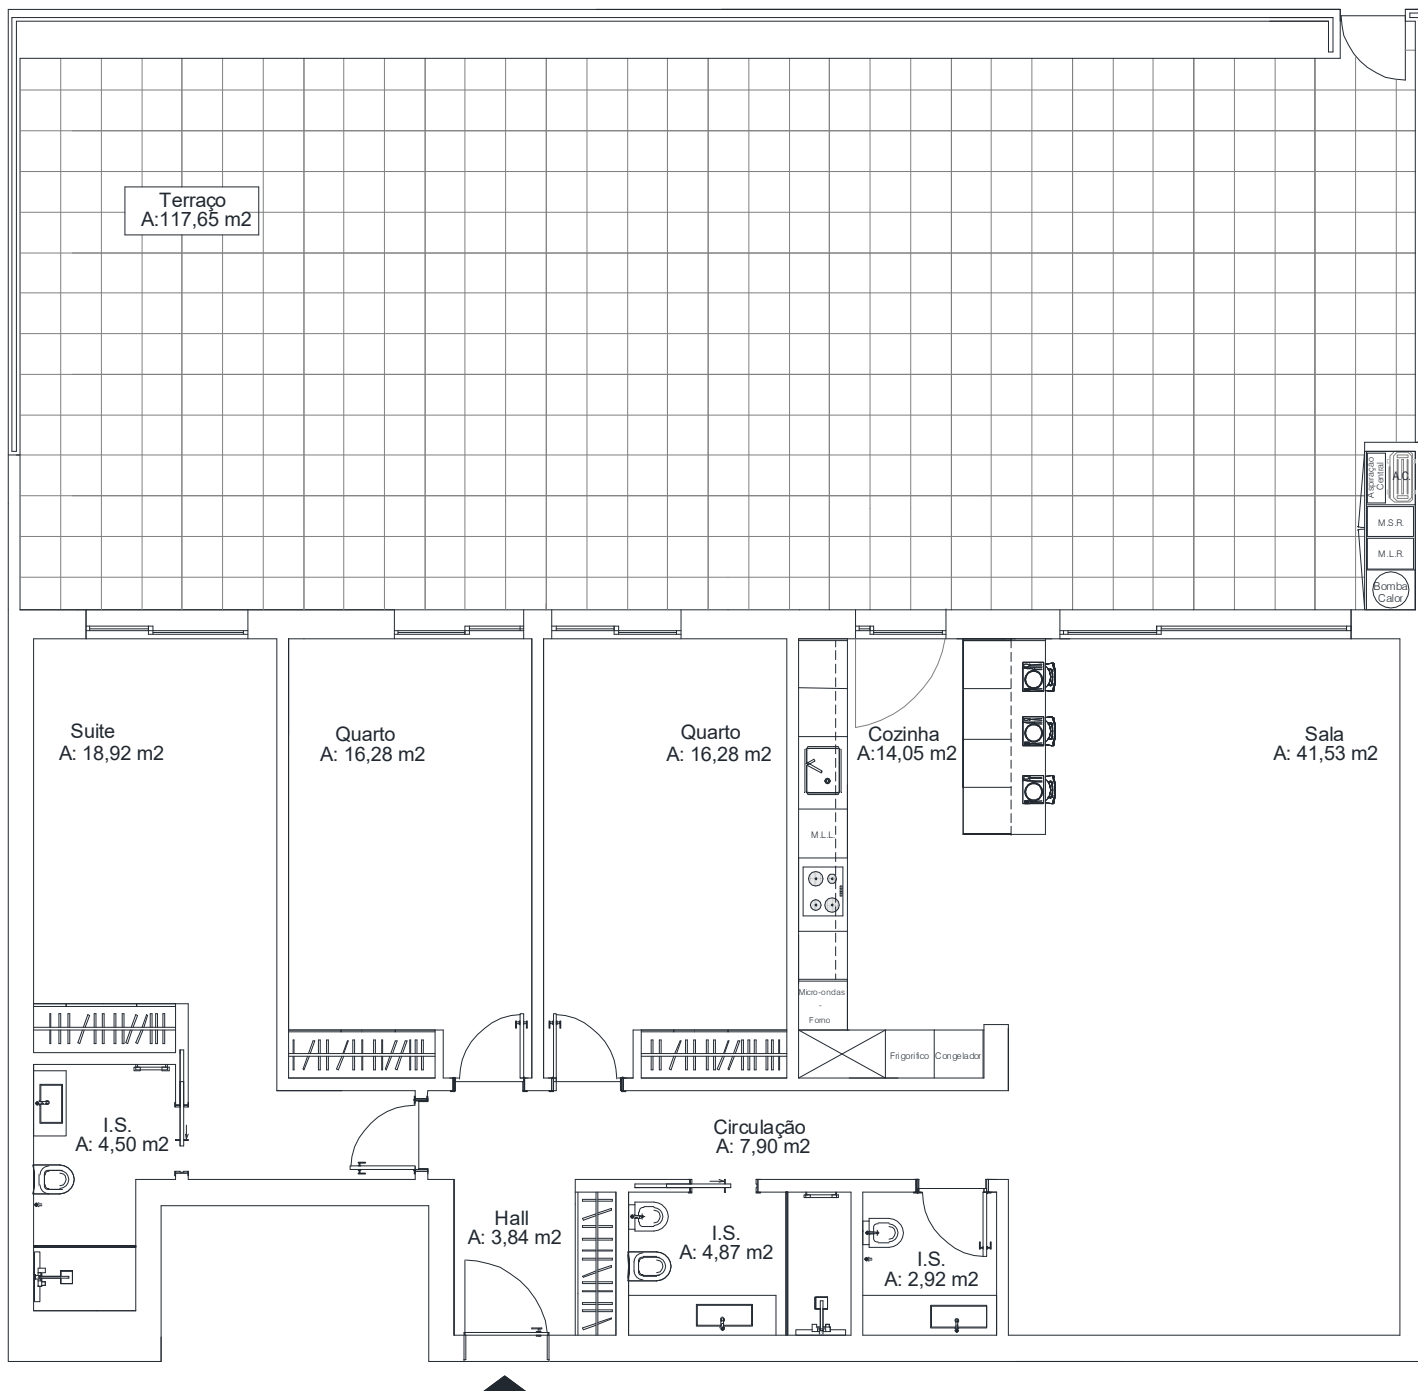 Terraço
A:117,65 m2
Aspiração
Central
A.C.
M.S.R.
M.L.R.
Bomba
Calor
Suite
A: 18,92 m2
Quarto
A: 16,28 m2
Quarto
A: 16,28 m2
Cozinha
A:14,05 m2
Sala
A: 41,53 m2
M.L.L.
Micro-ondas
-
Forno
Frigorifico
Congelador
I.S.
A: 4,50 m2
Circulação
A: 7,90 m2
Hall
A: 3,84 m2
I.S.
A: 4,87 m2
I.S.
A: 2,92 m2